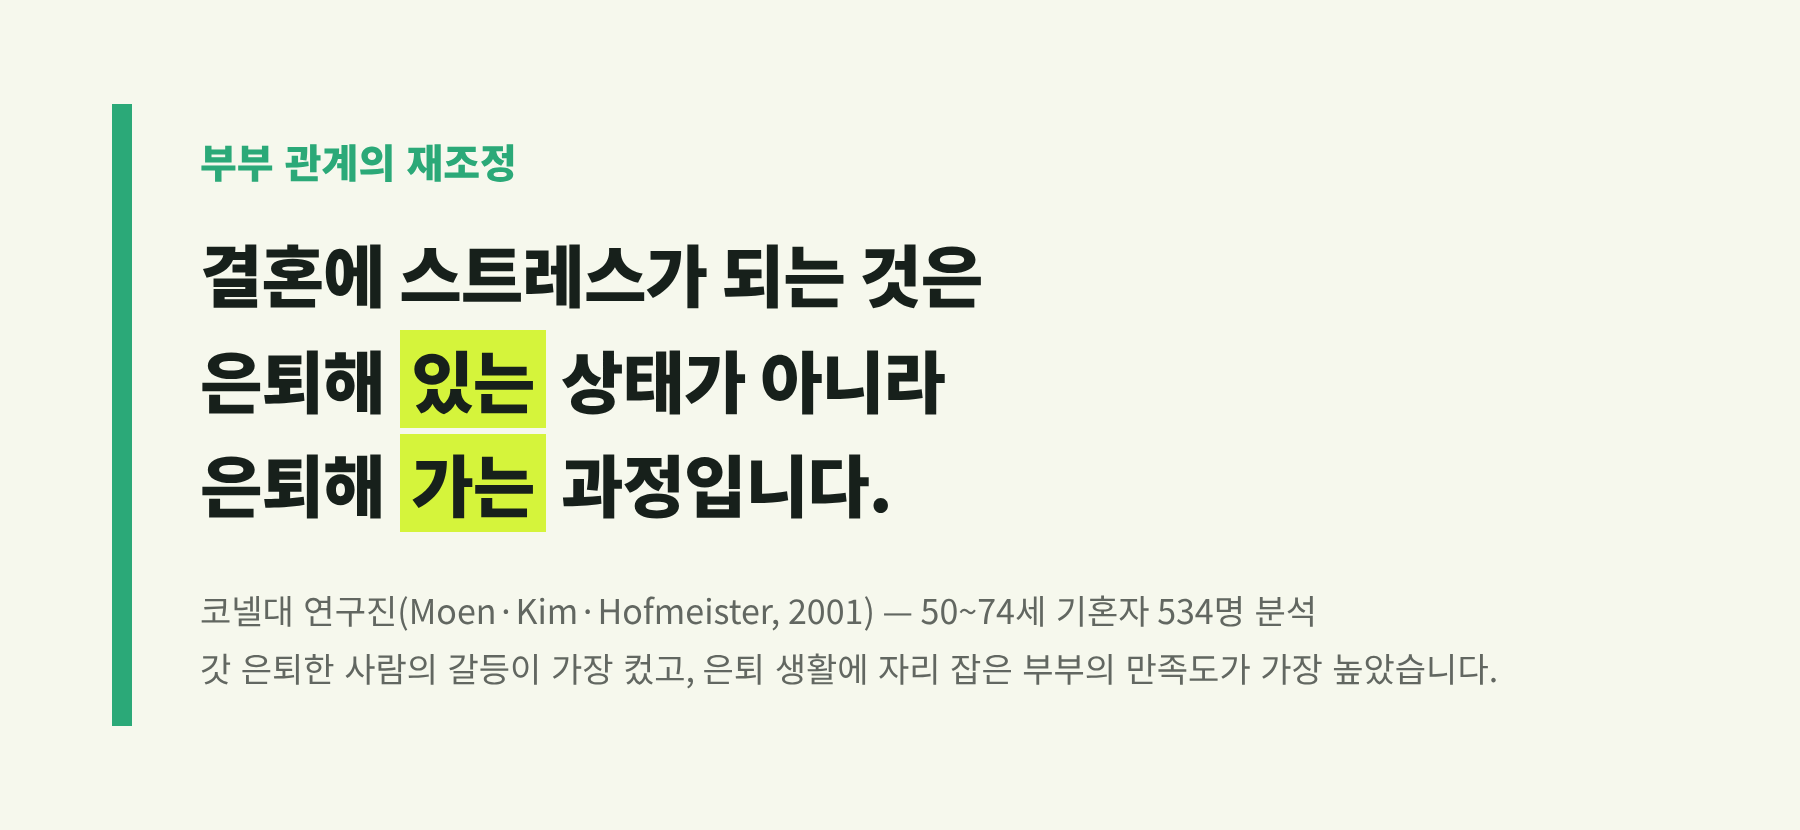 부부 관계의 재조정
결혼에 스트레스가 되는 것은
은퇴해 있는 상태가 아니라
은퇴해 가는 과정입니다.
코넬대 연구진(Moen·Kim·Hofmeister, 2001) — 50~74세 기혼자 534명 분석
갓 은퇴한 사람의 갈등이 가장 컸고, 은퇴 생활에 자리 잡은 부부의 만족도가 가장 높았습니다.